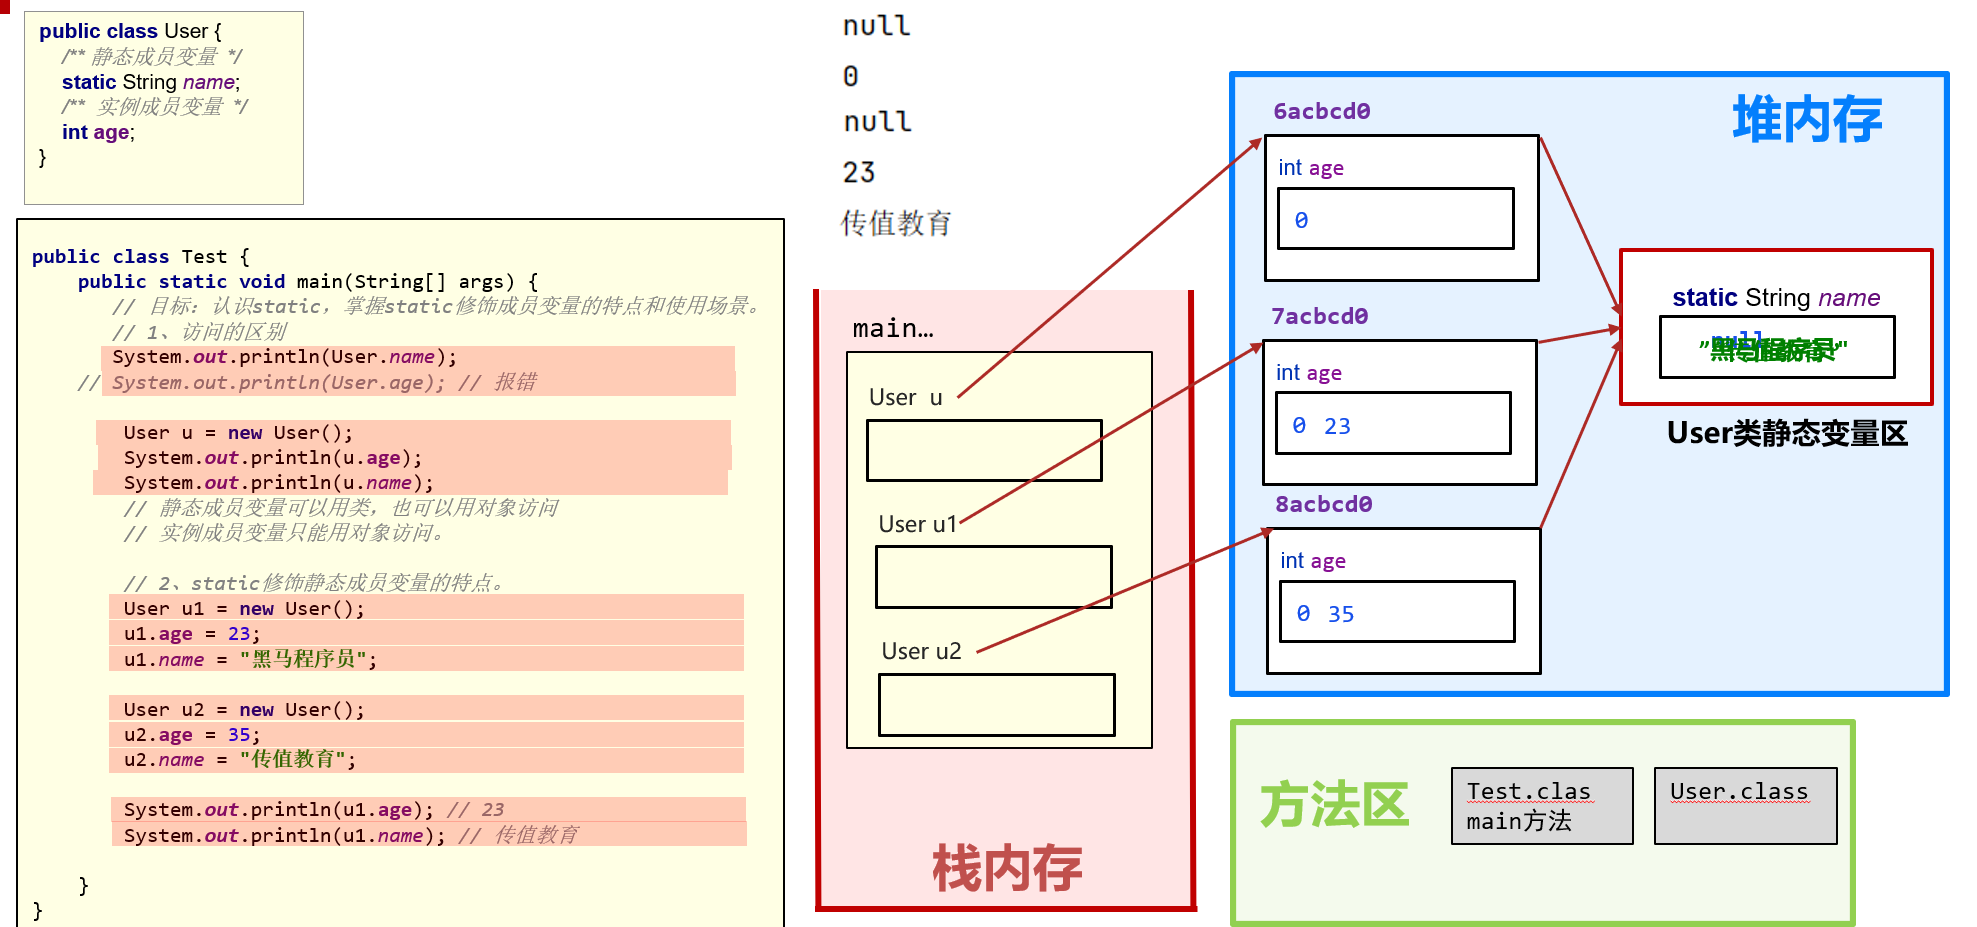 public class User {
/** 静态成员变量 */
static String name;
/** 实例成员变量 */
int age;
}
public class Test {
public static void main(String[] args) {
// 目标：认识static，掌握static修饰成员变量的特点和使用场景。
// 1、访问的区别
System.out.println(User.name);
// System.out.println(User.age); // 报错
User u = new User();
System.out.println(u.age);
System.out.println(u.name);
// 静态成员变量可以用类，也可以用对象访问
// 实例成员变量只能用对象访问。
// 2、static修饰静态成员变量的特点。
User u1 = new User();
u1.age = 23;
u1.name = "黑马程序员";
User u2 = new User();
u2.age = 35;
u2.name = "传值教育";
System.out.println(u1.age); // 23
System.out.println(u1.name); // 传值教育
}
}
null
0
null
23
传值教育
main…
User u
User u1
User u2
栈内存
堆内存
6acbcd0
int age
0
7acbcd0
int age
0 23
8acbcd0
int age
0 35
static String name
User类静态变量区
方法区
Test.clas
main方法
User.class